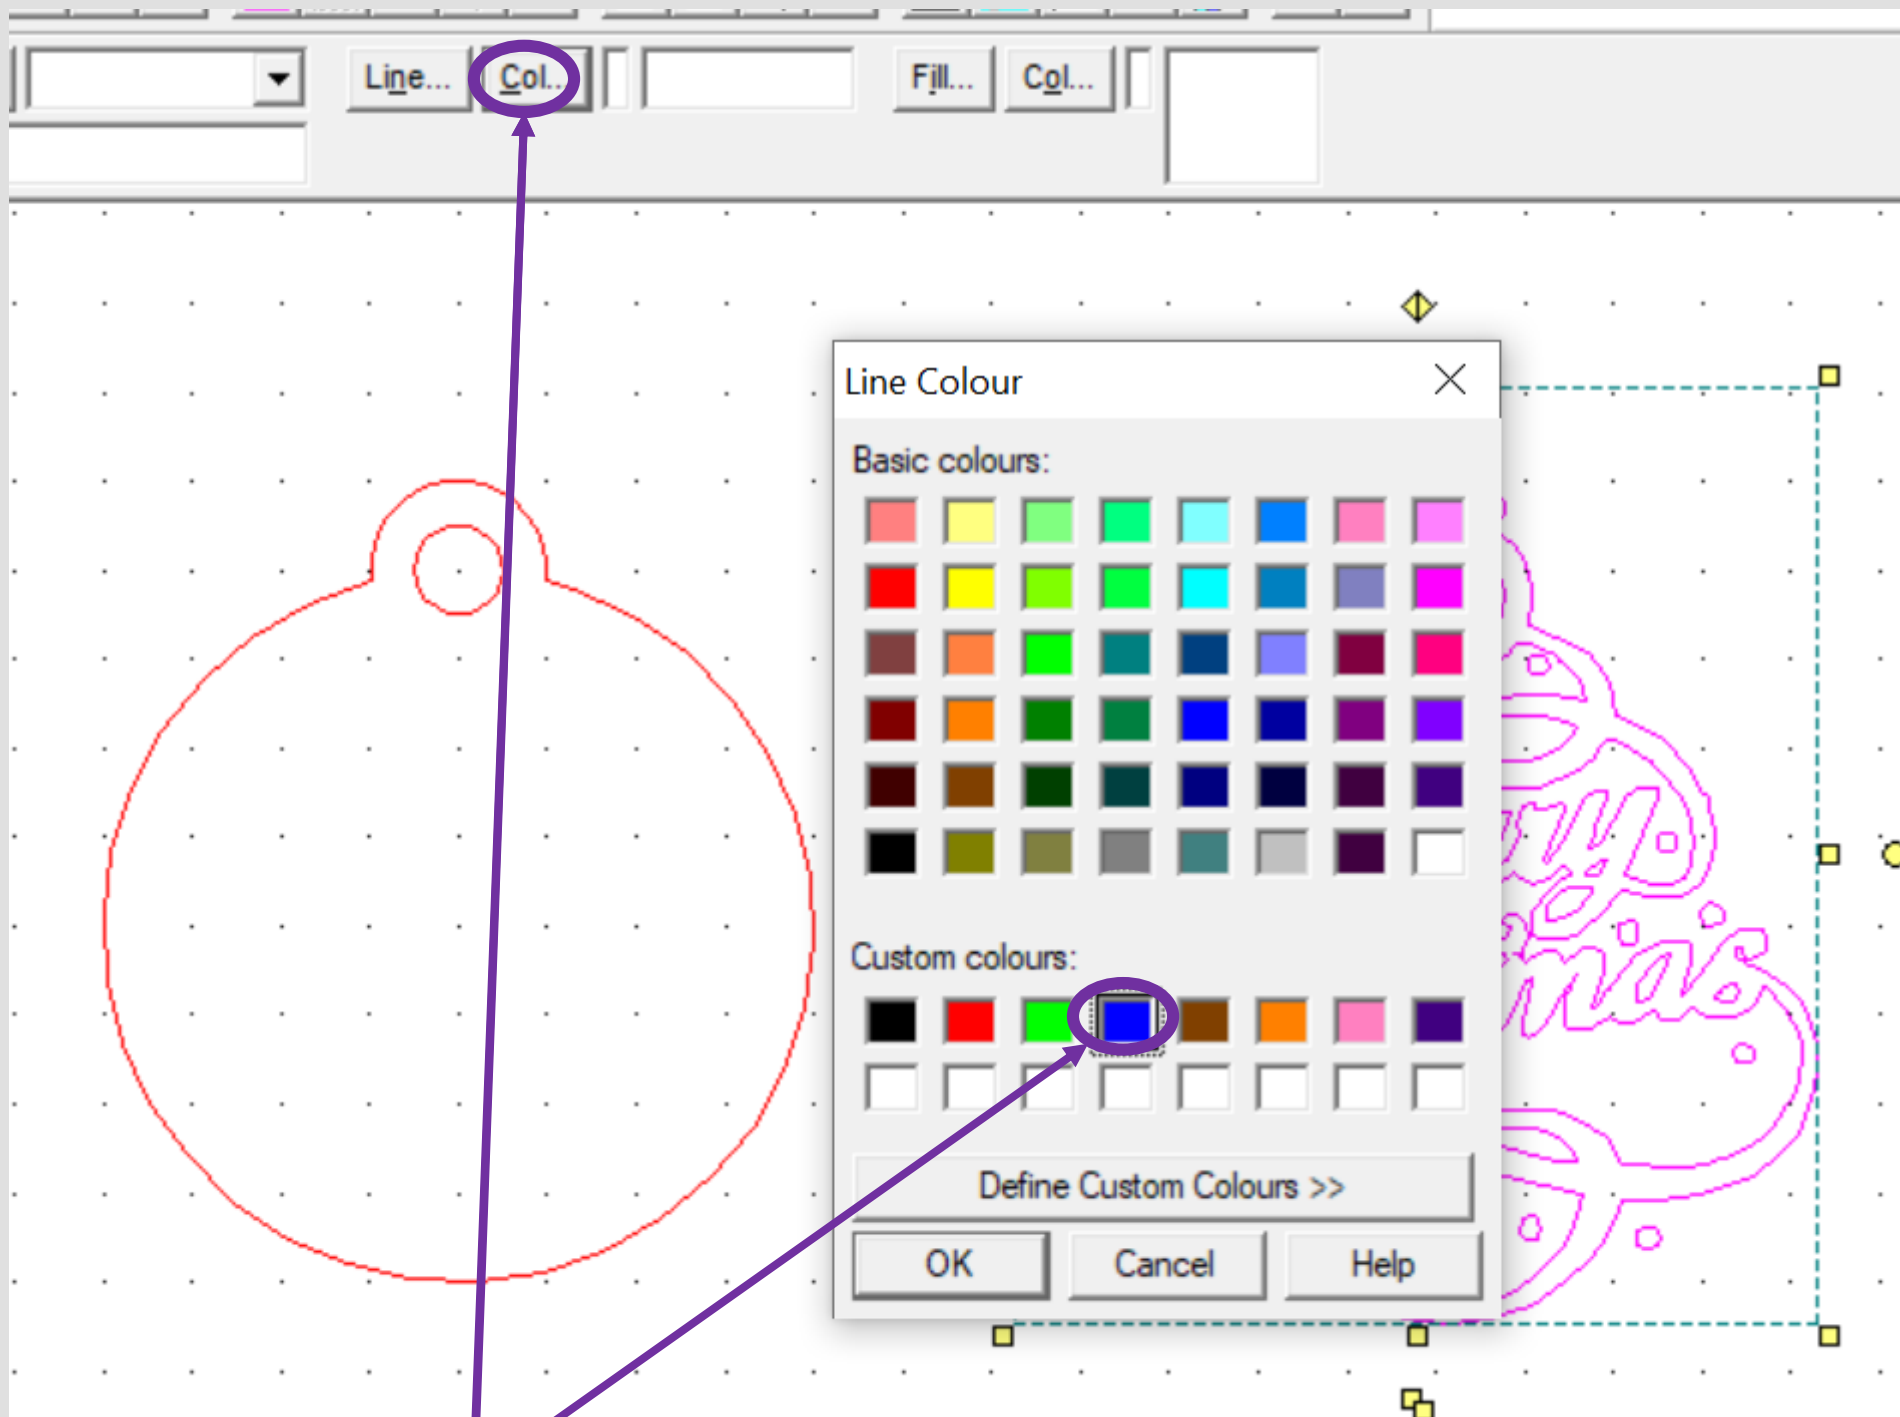 Line... Col... Fill... Col...
Line Colour
Basic colours:
Custom colours:
Define Custom Colours >>
OK Cancel Help